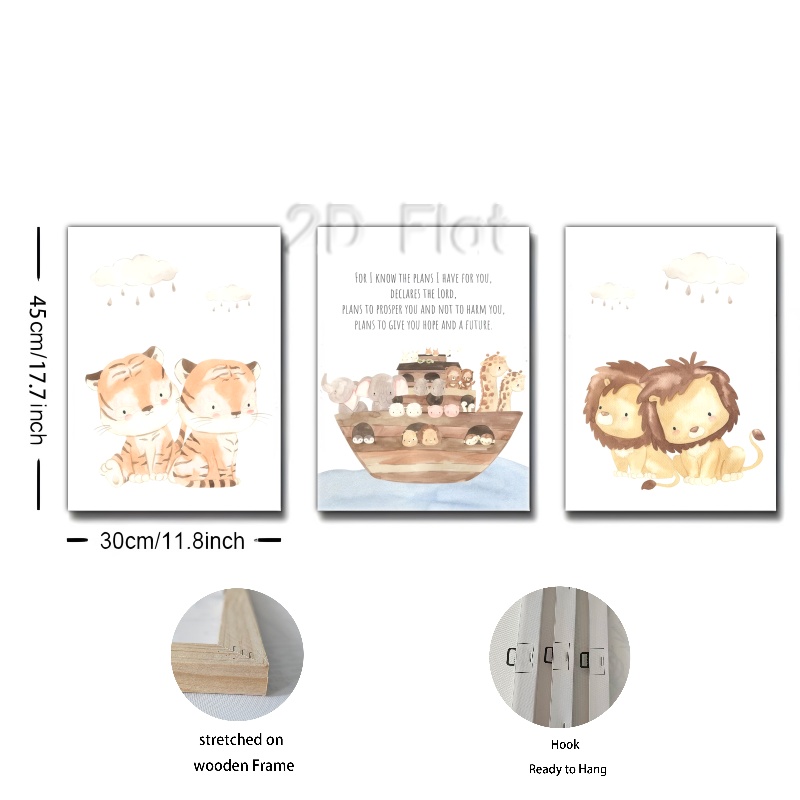 2D Flat
FOR I KNOW THE PLANS I HAVE FOR YOU,
DECLARES THE LORD,
PLANS TO PROSPER YOU AND NOT TO HARM YOU,
PLANS TO GIVE YOU HOPE AND A FUTURE.
45cm/17.7inch
30cm/11.8inch
stretched on
wooden Frame
Hook
Ready to Hang